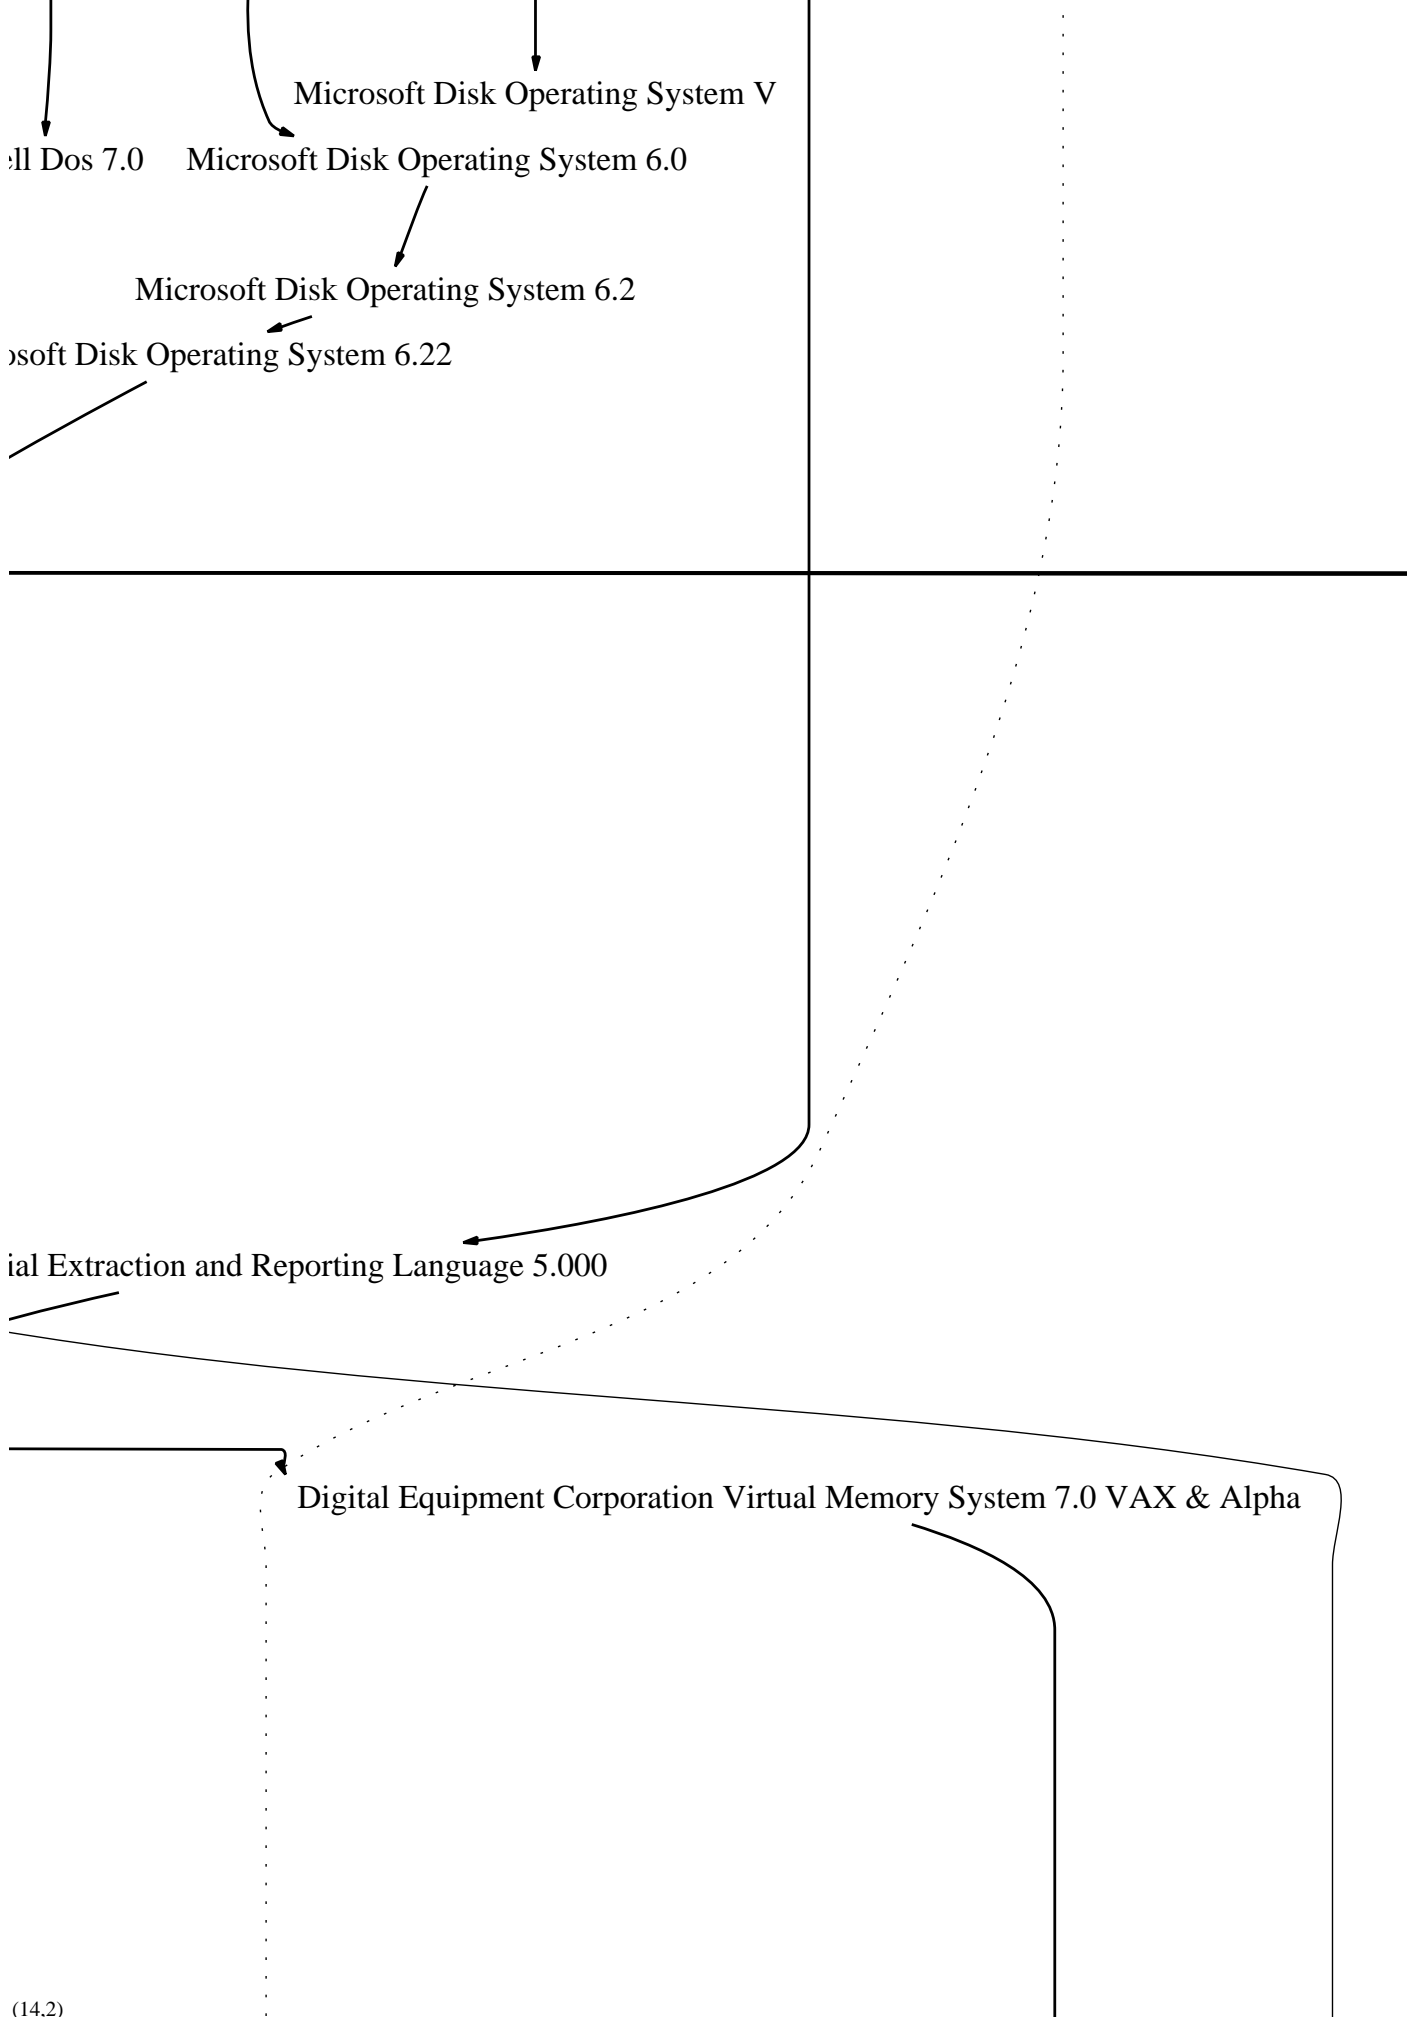 Microsoft Disk Operating System V
ell Dos 7.0
Microsoft Disk Operating System 6.0
Microsoft Disk Operating System 6.2
osoft Disk Operating System 6.22
ial Extraction and Reporting Language 5.000
Digital Equipment Corporation Virtual Memory System 7.0 VAX & Alpha
(14,2)